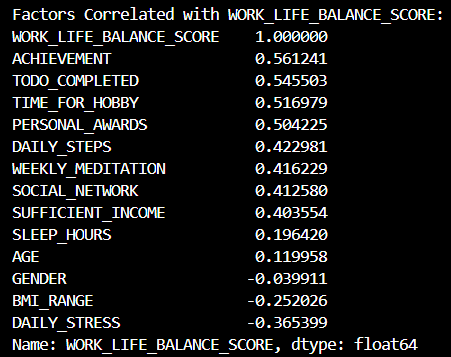 Factors Correlated with WORK_LIFE_BALANCE_SCORE:
WORK_LIFE_BALANCE_SCORE    1.000000
ACHIEVEMENT                0.561241
TODO_COMPLETED             0.545503
TIME_FOR_HOBBY             0.516979
PERSONAL_AWARDS            0.504225
DAILY_STEPS                0.422981
WEEKLY_MEDITATION          0.416229
SOCIAL_NETWORK             0.412580
SUFFICIENT_INCOME          0.403554
SLEEP_HOURS                0.196420
AGE                        0.119958
GENDER                    -0.039911
BMI_RANGE                 -0.252026
DAILY_STRESS              -0.365399
Name: WORK_LIFE_BALANCE_SCORE, dtype: float64